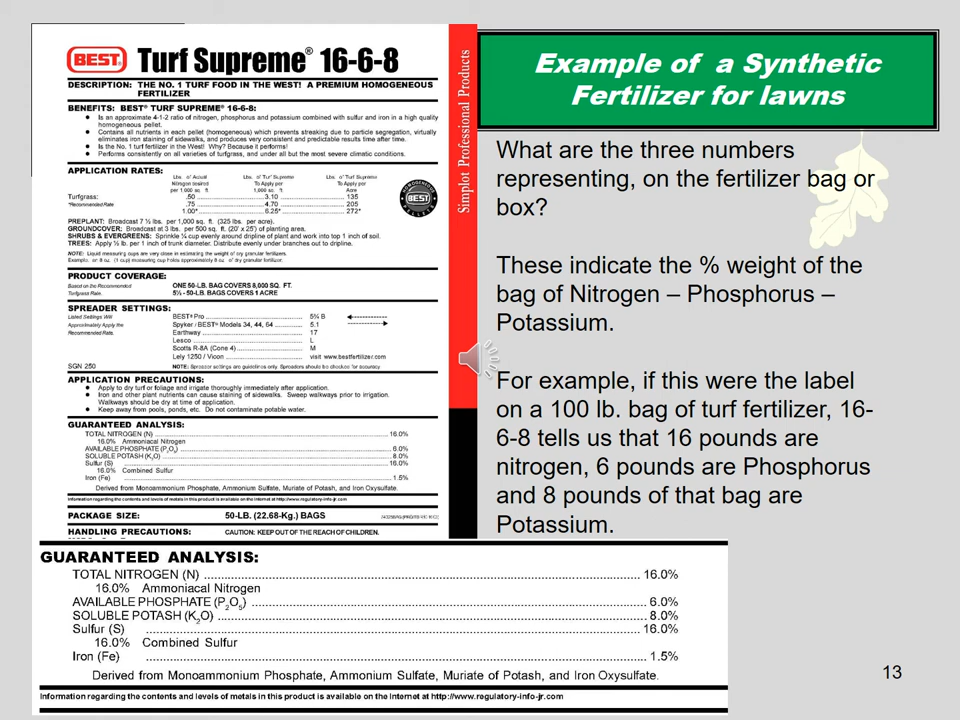 BEST® Turf Supreme® 16-6-8
DESCRIPTION: THE NO. 1 TURF FOOD IN THE WEST! A PREMIUM HOMOGENEOUS
FERTILIZER
BENEFITS: BEST® TURF SUPREME® 16-6-8:
● Is an approximate 4-1-2 ratio of nitrogen, phosphorus and potassium combined with sulfur and iron in a high quality
homogeneous pellet.
● Contains all nutrients in each pellet (homogeneous) which prevents streaking due to particle segregation, virtually
eliminates iron staining of sidewalks, and produces very consistent and predictable results time after time.
● Is the No. 1 turf fertilizer in the West! Why? Because it performs!
● Performs consistently on all varieties of turfgrass, and under all but the most severe climatic conditions.
APPLICATION RATES:
Lbs. of Actual Lbs. of Turf Supreme Lbs. of Turf Supreme
Nitrogen desired To Apply per To Apply per
per 1,000 sq. ft. 1,000 sq. ft. Acre
Turfgrass: .50 3.10 135
*Recommended Rate .75 4.70 205
1.00* 6.25* 272*
BEST
PREPLANT: Broadcast 7 ½ lbs. per 1,000 sq. ft. (325 lbs. per acre).
GROUNDCOVER: Broadcast at 3 lbs. per 500 sq. ft. (20' x 25') of planting area.
SHRUBS & EVERGREENS: Sprinkle ¼ cup evenly around dripline of plant and work into top 1 inch of soil.
TREES: Apply ½ lb. per 1 inch of trunk diameter. Distribute evenly under branches out to dripline.
NOTE: Liquid measuring cups are very close in estimating the weight of dry granular fertilizers.
Example: an 8 oz. (1 cup) measuring cup holds approximately 8 oz. of dry granular fertilizer.
PRODUCT COVERAGE:
Based on the Recommended ONE 50-LB. BAG COVERS 8,000 SQ. FT.
Turfgrass Rate. 5½ - 50-LB. BAGS COVERS 1 ACRE
SPREADER SETTINGS:
Listed Settings Will BEST® Pro 5¾ B
Approximately Apply the Spyker / BEST® Models 34, 44, 64 5.1
Recommended Rate. Earthway 17
Lesco L
Scotts R-8A (Cone 4) M
Lely 1250 / Vicon visit www.bestfertilizer.com
SGN 250 NOTE: Spreader settings are guidelines only. Spreaders should be checked for accuracy.
APPLICATION PRECAUTIONS:
● Apply to dry turf or foliage and irrigate thoroughly immediately after application.
● Iron and other plant nutrients can cause staining of sidewalks. Sweep walkways prior to irrigation.
Walkways should be dry at time of application.
● Keep away from pools, ponds, etc. Do not contaminate potable water.
GUARANTEED ANALYSIS:
TOTAL NITROGEN (N) 16.0%
16.0% Ammoniacal Nitrogen
AVAILABLE PHOSPHATE (P2O5) 6.0%
SOLUBLE POTASH (K2O) 8.0%
Sulfur (S) 16.0%
16.0% Combined Sulfur
Iron (Fe) 1.5%
Derived from Monoammonium Phosphate, Ammonium Sulfate, Muriate of Potash, and Iron Oxysulfate.
Information regarding the contents and levels of metals in this product is available on the Internet at http://www.regulatory-info-jr.com
PACKAGE SIZE: 50-LB. (22.68-Kg.) BAGS
HANDLING PRECAUTIONS: CAUTION: KEEP OUT OF THE REACH OF CHILDREN.
Simplot Professional Products
Example of a Synthetic
Fertilizer for lawns
What are the three numbers
representing, on the fertilizer bag or
box?
These indicate the % weight of the
bag of Nitrogen – Phosphorus –
Potassium.
For example, if this were the label
on a 100 lb. bag of turf fertilizer, 16-
6-8 tells us that 16 pounds are
nitrogen, 6 pounds are Phosphorus
and 8 pounds of that bag are
Potassium.
GUARANTEED ANALYSIS:
TOTAL NITROGEN (N) 16.0%
16.0% Ammoniacal Nitrogen
AVAILABLE PHOSPHATE (P2O5) 6.0%
SOLUBLE POTASH (K2O) 8.0%
Sulfur (S) 16.0%
16.0% Combined Sulfur
Iron (Fe) 1.5%
Derived from Monoammonium Phosphate, Ammonium Sulfate, Muriate of Potash, and Iron Oxysulfate.
Information regarding the contents and levels of metals in this product is available on the Internet at http://www.regulatory-info-jr.com
13